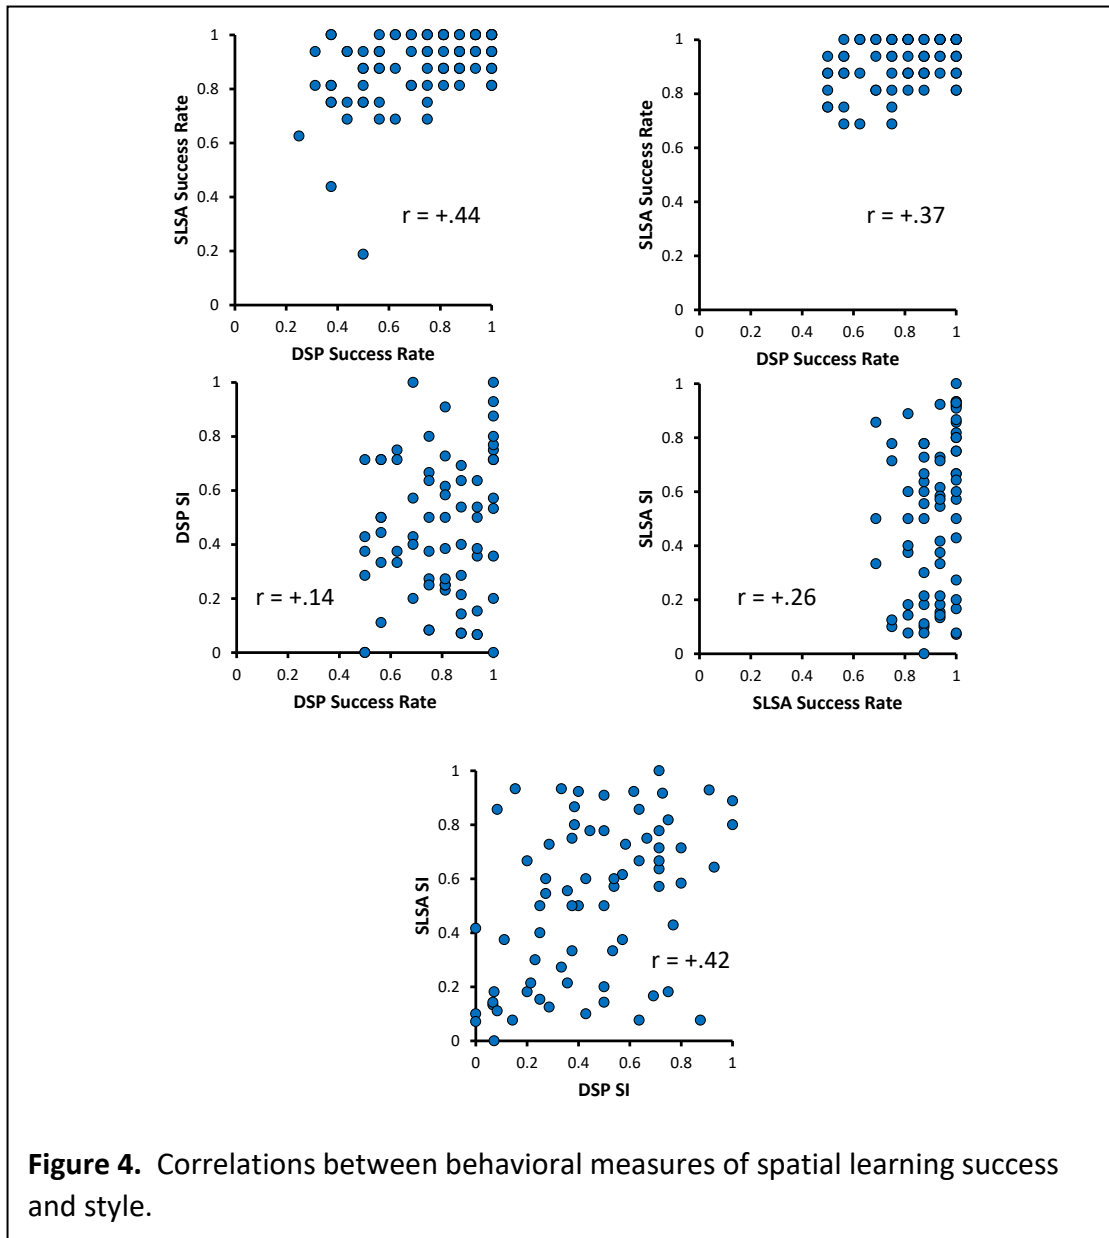 1
0.8
0.6
0.4
0.2
0
SLSA Success Rate
r = +.44
0 0.2 0.4 0.6 0.8 1
DSP Success Rate
1
0.8
0.6
0.4
0.2
0
SLSA Success Rate
r = +.37
0 0.2 0.4 0.6 0.8 1
DSP Success Rate
1
0.8
0.6
0.4
0.2
0
DSP SI
r = +.14
0 0.2 0.4 0.6 0.8 1
DSP Success Rate
1
0.8
0.6
0.4
0.2
0
SLSA SI
r = +.26
0 0.2 0.4 0.6 0.8 1
SLSA Success Rate
1
0.8
0.6
0.4
0.2
0
SLSA SI
r = +.42
0 0.2 0.4 0.6 0.8 1
DSP SI
Figure 4. Correlations between behavioral measures of spatial learning success
and style.